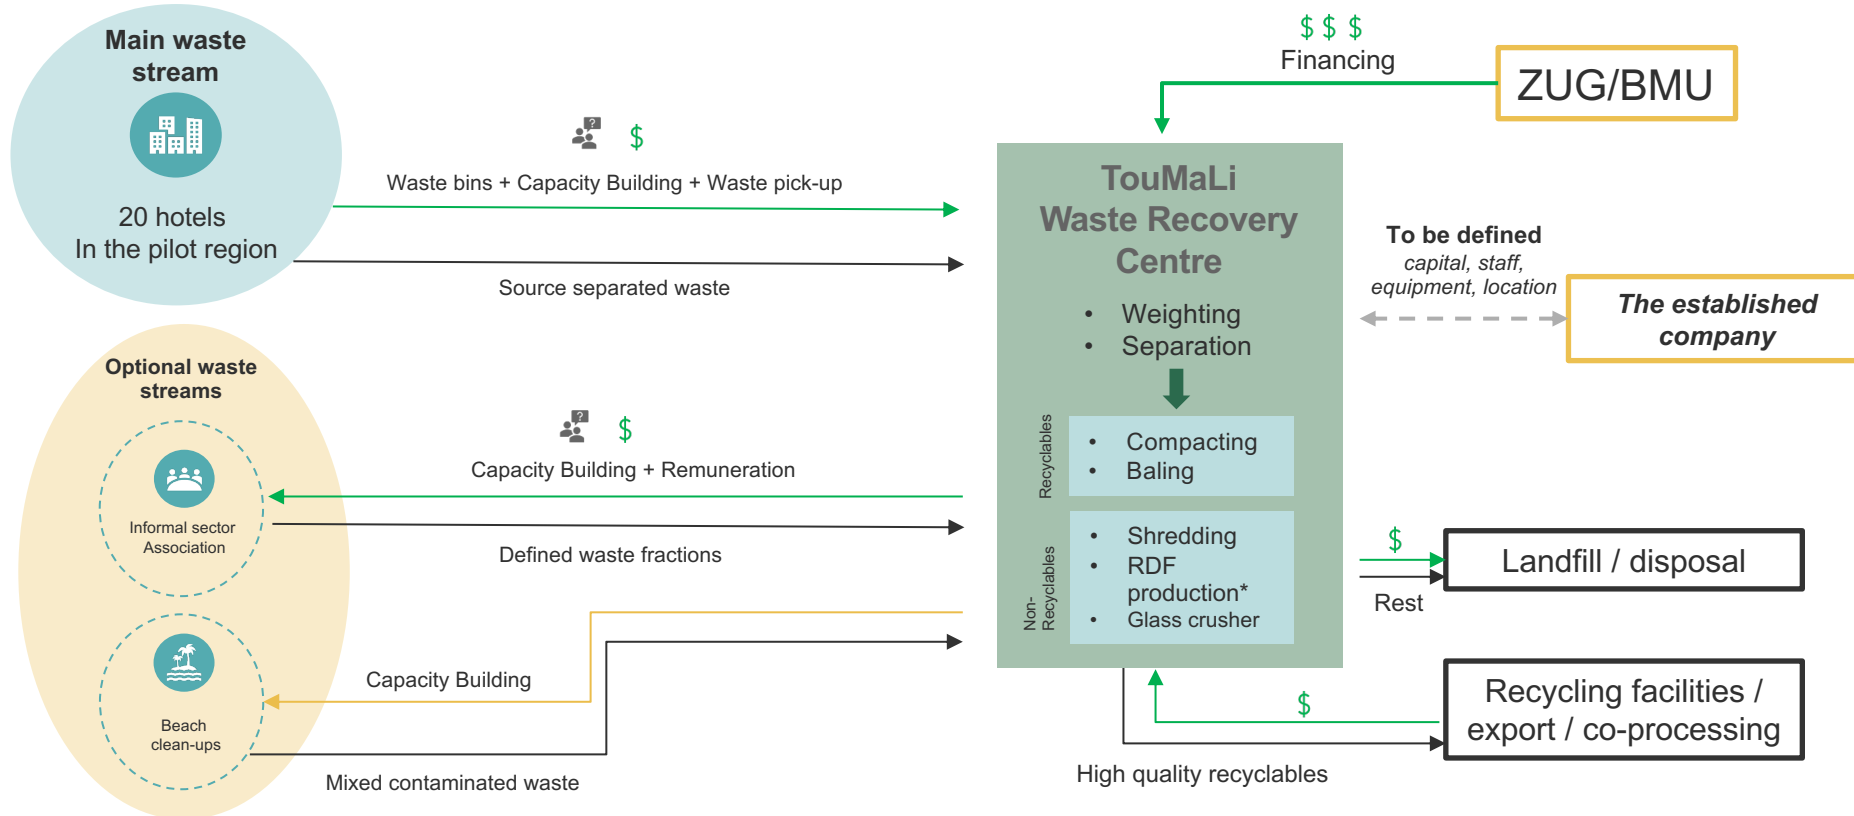 Main waste
stream
20 hotels
In the pilot region
$
Waste bins + Capacity Building + Waste pick-up
Source separated waste
Optional waste
streams
Informal sector
Association
Beach
clean-ups
? $
Capacity Building + Remuneration
Defined waste fractions
Capacity Building
Mixed contaminated waste
$ $ $
Financing
ZUG/BMU
TouMaLi
Waste Recovery
Centre
• Weighting
• Separation
Recyclables
• Compacting
• Baling
Non-
Recyclables
• Shredding
• RDF
production*
• Glass crusher
To be defined
capital, staff,
equipment, location
The established
company
$
Rest
Landfill / disposal
$
High quality recyclables
Recycling facilities /
export / co-processing